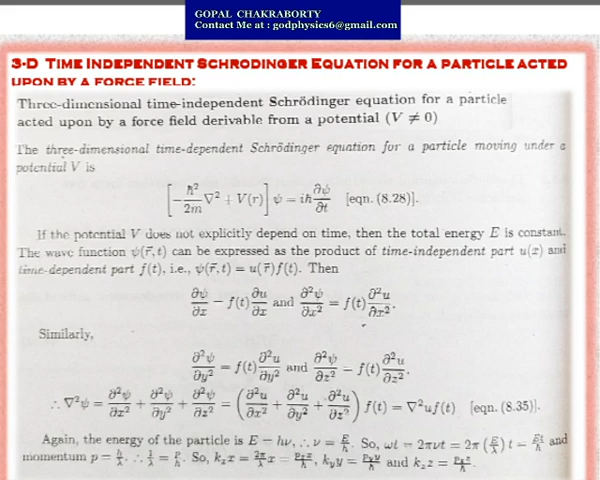 GOPAL CHAKRABORTY
Contact Me at : godphysics6@gmail.com
3-D TIME INDEPENDENT SCHRODINGER EQUATION FOR A PARTICLE ACTED
UPON BY A FORCE FIELD:
Three-dimensional time-independent Schrödinger equation for a particle
acted upon by a force field derivable from a potential (V ≠ 0)
The three-dimensional time-dependent Schrödinger equation for a particle moving under a
potential V is
[-ħ²/2m ∇² + V(r)] ψ = iħ ∂ψ/∂t [eqn. (8.28)].
If the potential V does not explicitly depend on time, then the total energy E is constant.
The wave function ψ(r⃗, t) can be expressed as the product of time-independent part u(x) and
time-dependent part f(t), i.e., ψ(r⃗, t) = u(r⃗)f(t). Then
∂ψ/∂x = f(t) ∂u/∂x and ∂²ψ/∂x² = f(t) ∂²u/∂x².
Similarly,
∂²ψ/∂y² = f(t) ∂²u/∂y² and ∂²ψ/∂z² = f(t) ∂²u/∂z².
∴ ∇²ψ = ∂²ψ/∂x² + ∂²ψ/∂y² + ∂²ψ/∂z² = (∂²u/∂x² + ∂²u/∂y² + ∂²u/∂z²) f(t) = ∇²uf(t) [eqn. (8.35)].
Again, the energy of the particle is E = hν, ∴ ν = E/h. So, ωt = 2πνt = 2π(E/h)t = Et/ħ and
momentum p = h/λ. ∴ 1/λ = p/h. So, kₓx = 2π/λ x = pₓx/ħ, k_y y = p_y y/ħ and k_z z = p_z z/ħ.